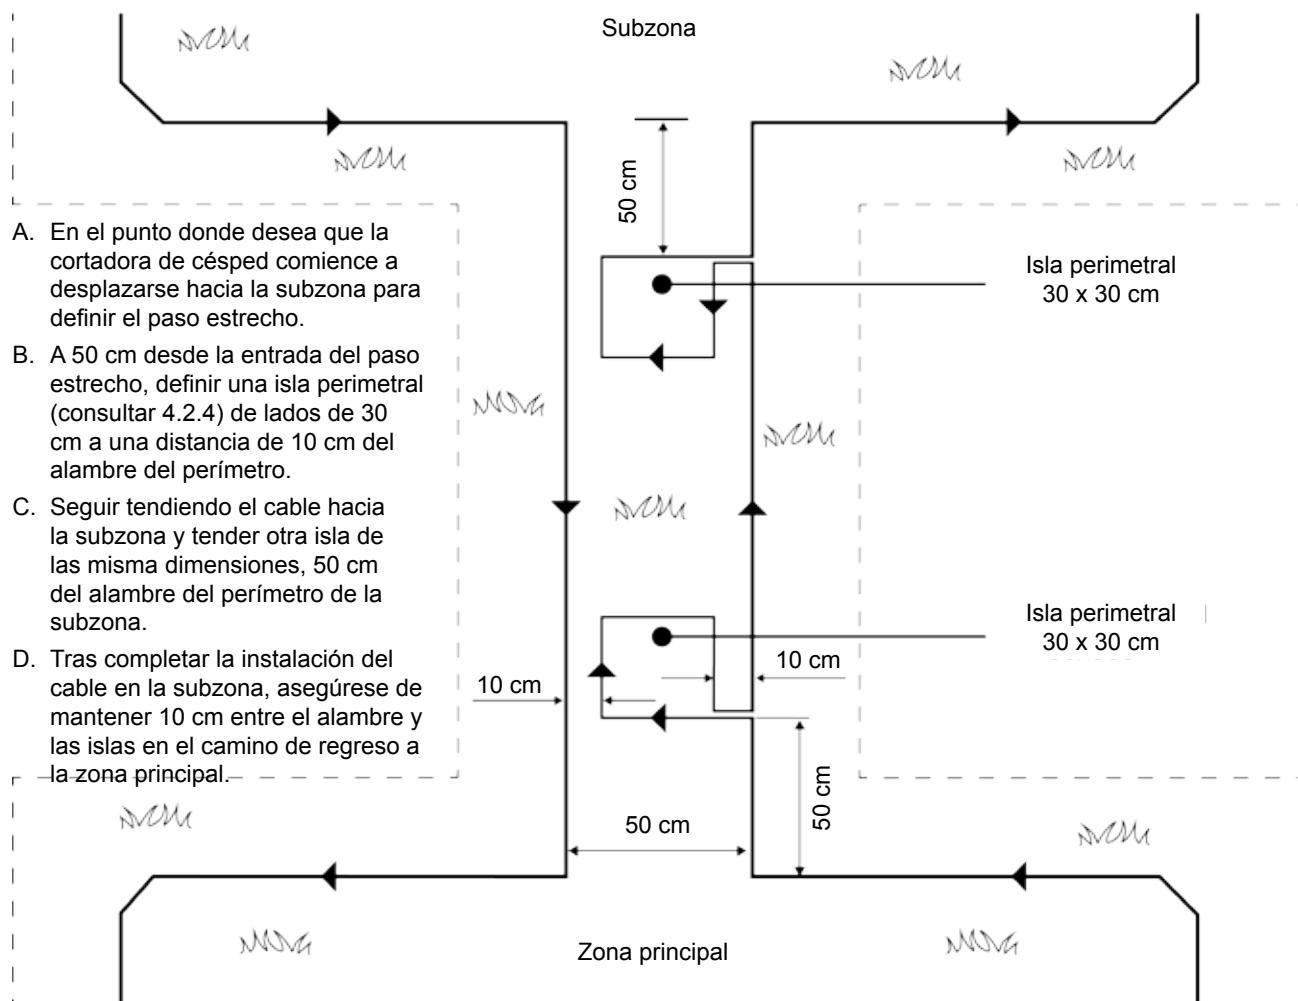 Subzona
50 cm
A. En el punto donde desea que la
cortadora de césped comience a
desplazarse hacia la subzona para
definir el paso estrecho.
B. A 50 cm desde la entrada del paso
estrecho, definir una isla perimetral
(consultar 4.2.4) de lados de 30
cm a una distancia de 10 cm del
alambre del perímetro.
C. Seguir tendiendo el cable hacia
la subzona y tender otra isla de
las misma dimensiones, 50 cm
del alambre del perímetro de la
subzona.
D. Tras completar la instalación del
cable en la subzona, asegúrese de
mantener 10 cm entre el alambre y
las islas en el camino de regreso a
la zona principal.
Isla perimetral
30 x 30 cm
Isla perimetral
30 x 30 cm
10 cm
10 cm
50 cm
50 cm
Zona principal